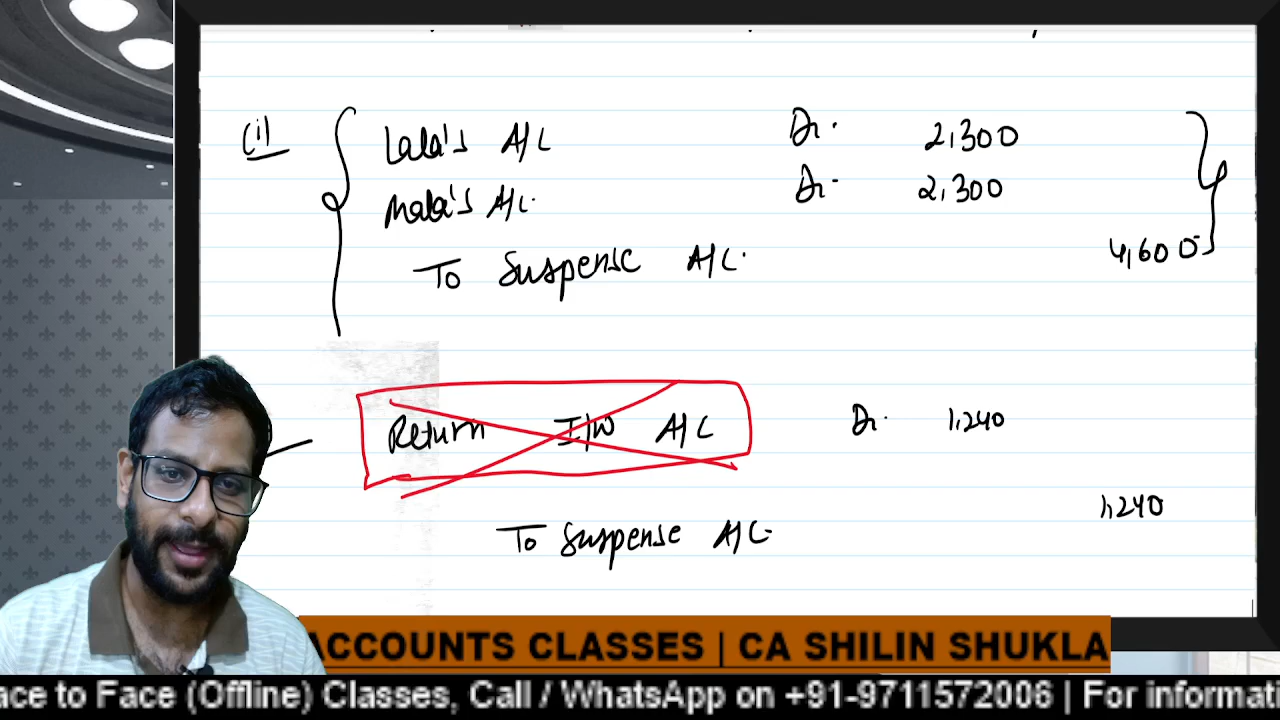 (i) Lala's A/C Dr. 2,300
Mala's A/C. Dr. 2,300
To Suspense A/C. 4,600
Return I/W A/C Dr. 1,240
To Suspense A/C. 1,240
ACCOUNTS CLASSES | CA SHILIN SHUKLA
ace to Face (Offline) Classes, Call / WhatsApp on +91-9711572006 | For informati